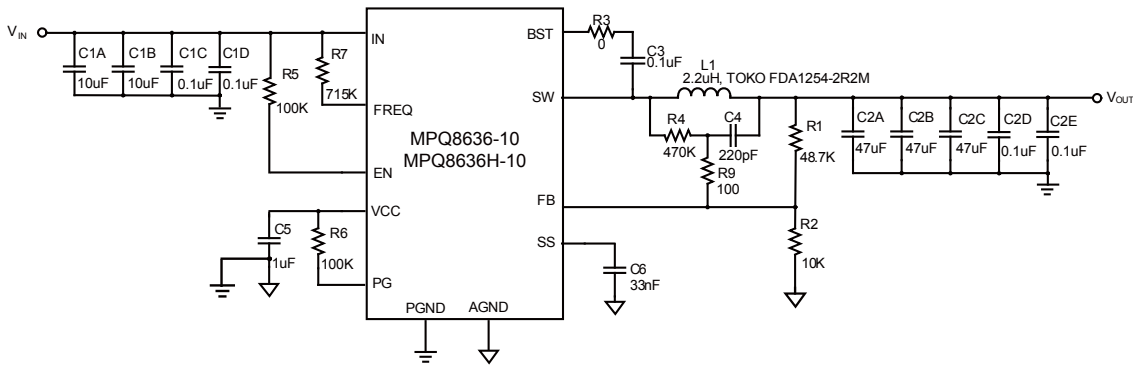 V_IN
C1A
10uF
C1B
10uF
C1C
0.1uF
C1D
0.1uF
R5
100K
R7
715K
IN
FREQ
EN
VCC
PG
MPQ8636-10
MPQ8636H-10
BST
SW
FB
SS
PGND
AGND
C5
1uF
R6
100K
R3
0
C3
0.1uF
L1
2.2uH, TOKO FDA1254-2R2M
R4
470K
C4
220pF
R9
100
R1
48.7K
R2
10K
C6
33nF
C2A
47uF
C2B
47uF
C2C
47uF
C2D
0.1uF
C2E
0.1uF
V_OUT